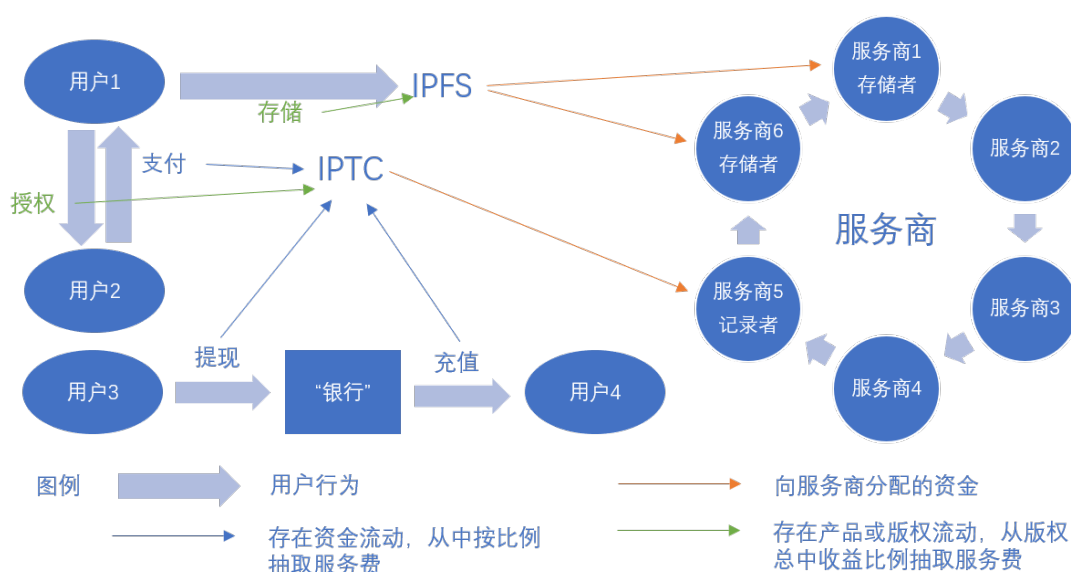 用户1
存储
IPFS
服务商1
存储者
服务商6
存储者
服务商2
支付
IPTC
授权
服务商
用户2
服务商5
记录者
服务商3
提现
充值
用户3
“银行”
用户4
服务商4
图例
用户行为
向服务商分配的资金
存在资金流动，从中按比例
抽取服务费
存在产品或版权流动，从版权
总中收益比例抽取服务费